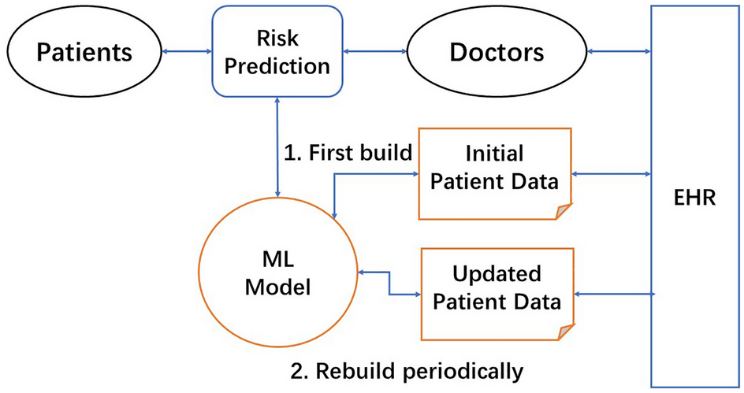 Patients
Risk
Prediction
Doctors
1. First build
Initial
Patient Data
EHR
ML
Model
Updated
Patient Data
2. Rebuild periodically